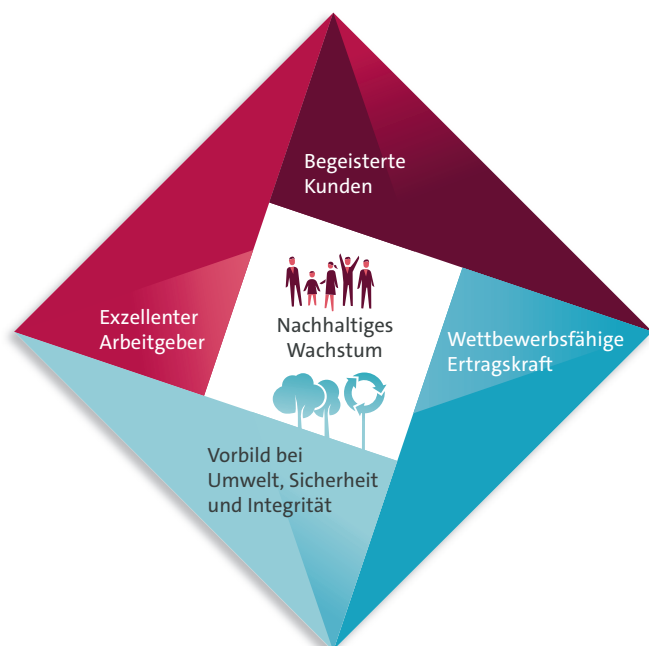 Begeisterte
Kunden
Exzellenter
Arbeitgeber
Nachhaltiges
Wachstum
Wettbewerbsfähige
Ertragskraft
Vorbild bei
Umwelt, Sicherheit
und Integrität